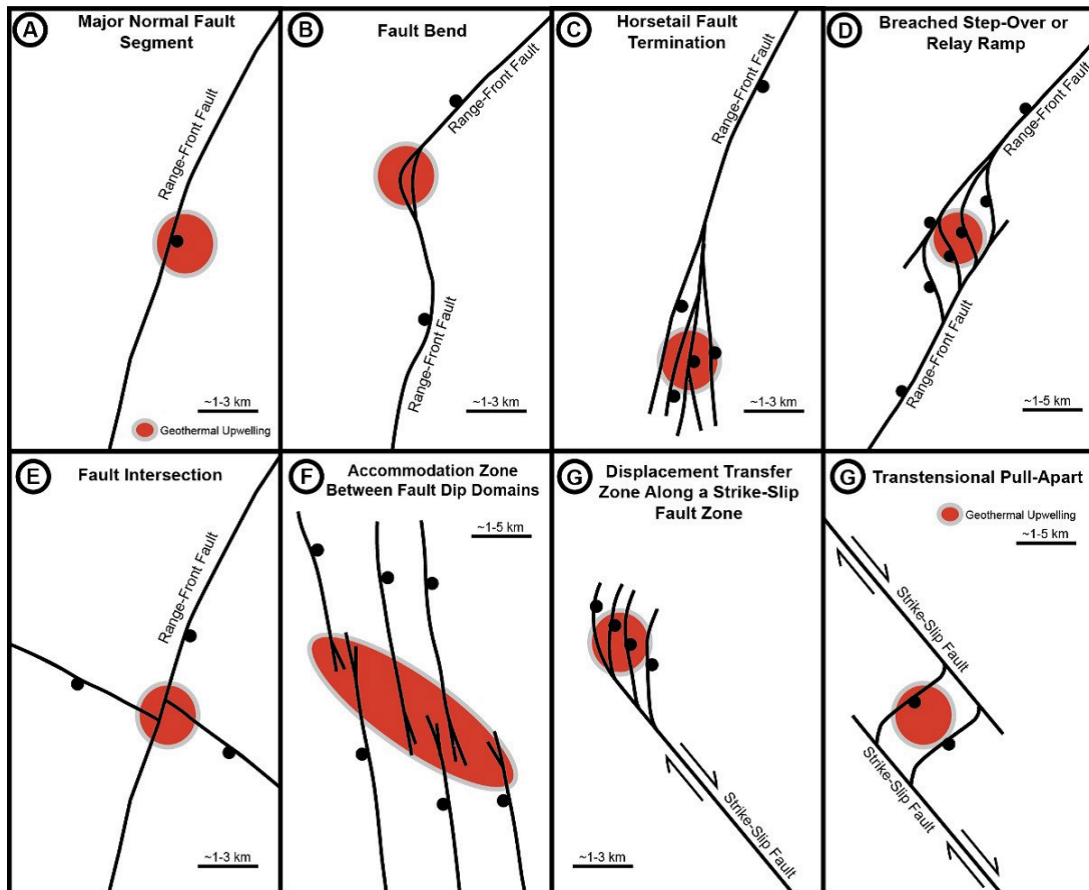 A
Major Normal Fault
Segment
Range-Front Fault
~1-3 km
Geothermal Upwelling
B
Fault Bend
Range-Front Fault
Range-Front Fault
~1-3 km
C
Horsetail Fault
Termination
Range-Front Fault
~1-3 km
D
Breached Step-Over or
Relay Ramp
Range-Front Fault
Range-Front Fault
~1-5 km
E
Fault Intersection
Range-Front Fault
~1-3 km
F
Accommodation Zone
Between Fault Dip Domains
~1-5 km
G
Displacement Transfer
Zone Along a Strike-Slip
Fault Zone
Strike-Slip Fault
~1-3 km
G
Transtensional Pull-Apart
Geothermal Upwelling
~1-5 km
Strike-Slip Fault
Strike-Slip Fault